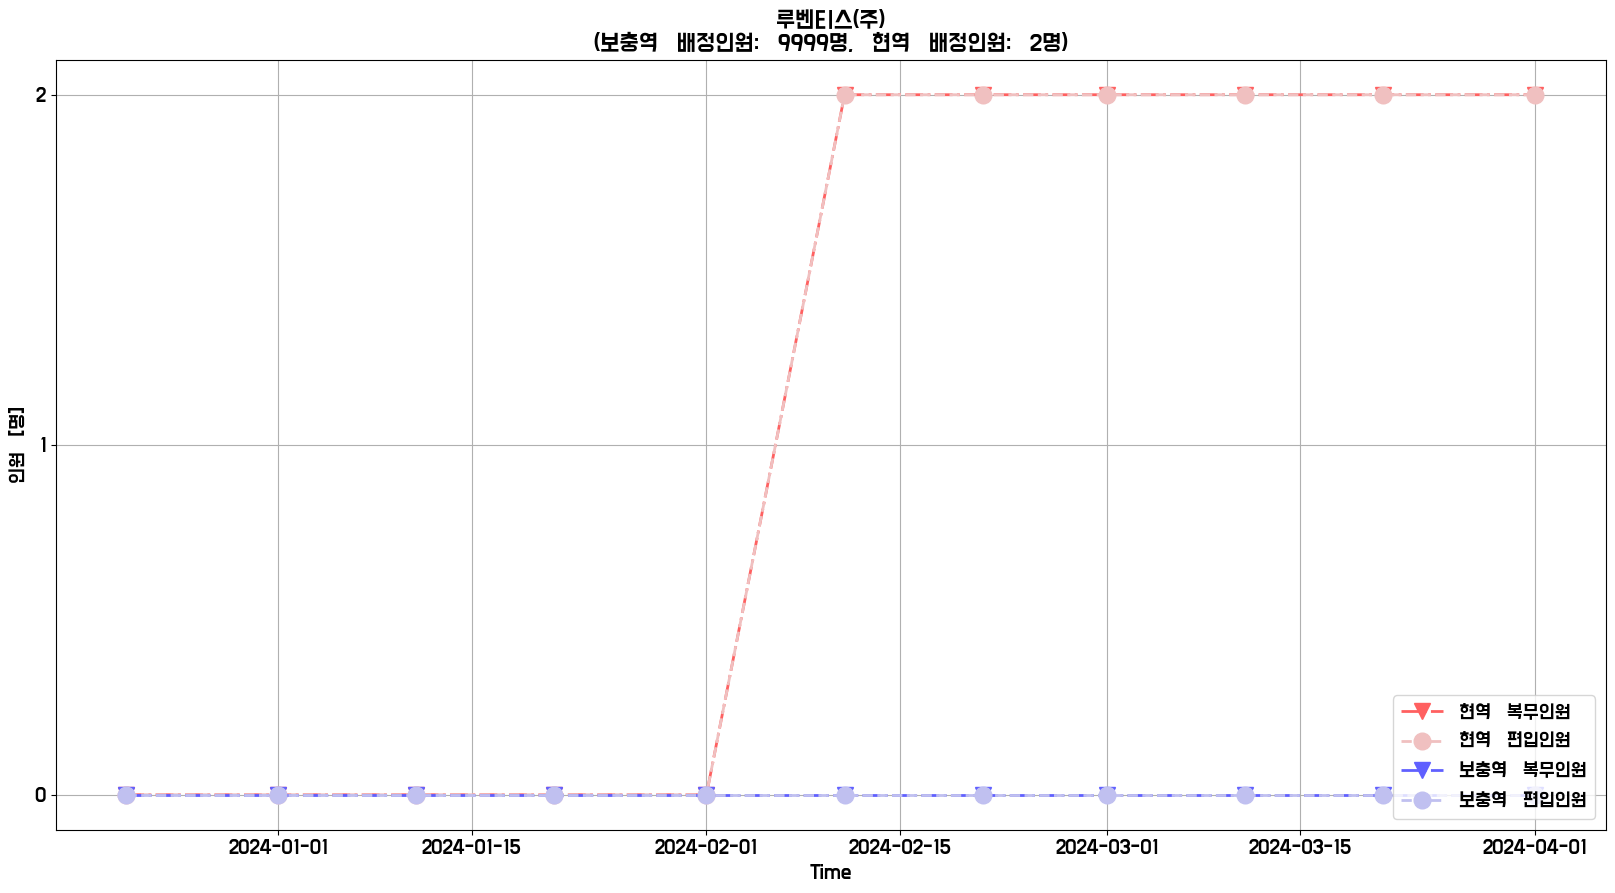 루벤티스(주)
(보충역 배정인원: 9999명, 현역 배정인원: 2명)
인원 [명]
2
1
0
현역 복무인원
현역 편입인원
보충역 복무인원
보충역 편입인원
2024-01-01 2024-01-15 2024-02-01 2024-02-15 2024-03-01 2024-03-15 2024-04-01
Time